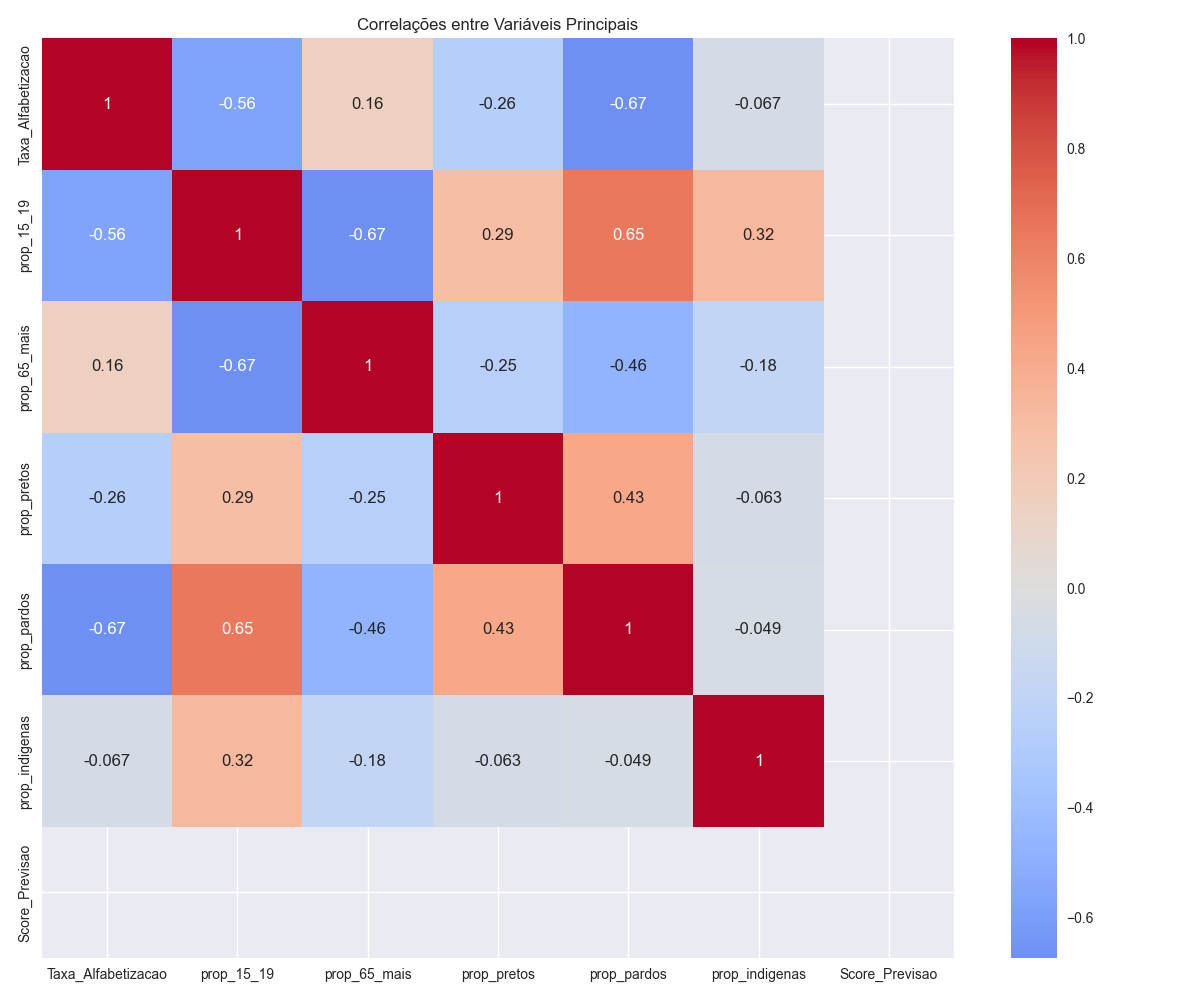 Correlações entre Variáveis Principais
Taxa_Alfabetizacao 1 -0.56 0.16 -0.26 -0.67 -0.067
prop_15_19 -0.56 1 -0.67 0.29 0.65 0.32
prop_65_mais 0.16 -0.67 1 -0.25 -0.46 -0.18
prop_pretos -0.26 0.29 -0.25 1 0.43 -0.063
prop_pardos -0.67 0.65 -0.46 0.43 1 -0.049
prop_indigenas -0.067 0.32 -0.18 -0.063 -0.049 1
Score_Previsao
Taxa_Alfabetizacao prop_15_19 prop_65_mais prop_pretos prop_pardos prop_indigenas Score_Previsao
1.0
0.8
0.6
0.4
0.2
0.0
−0.2
−0.4
−0.6